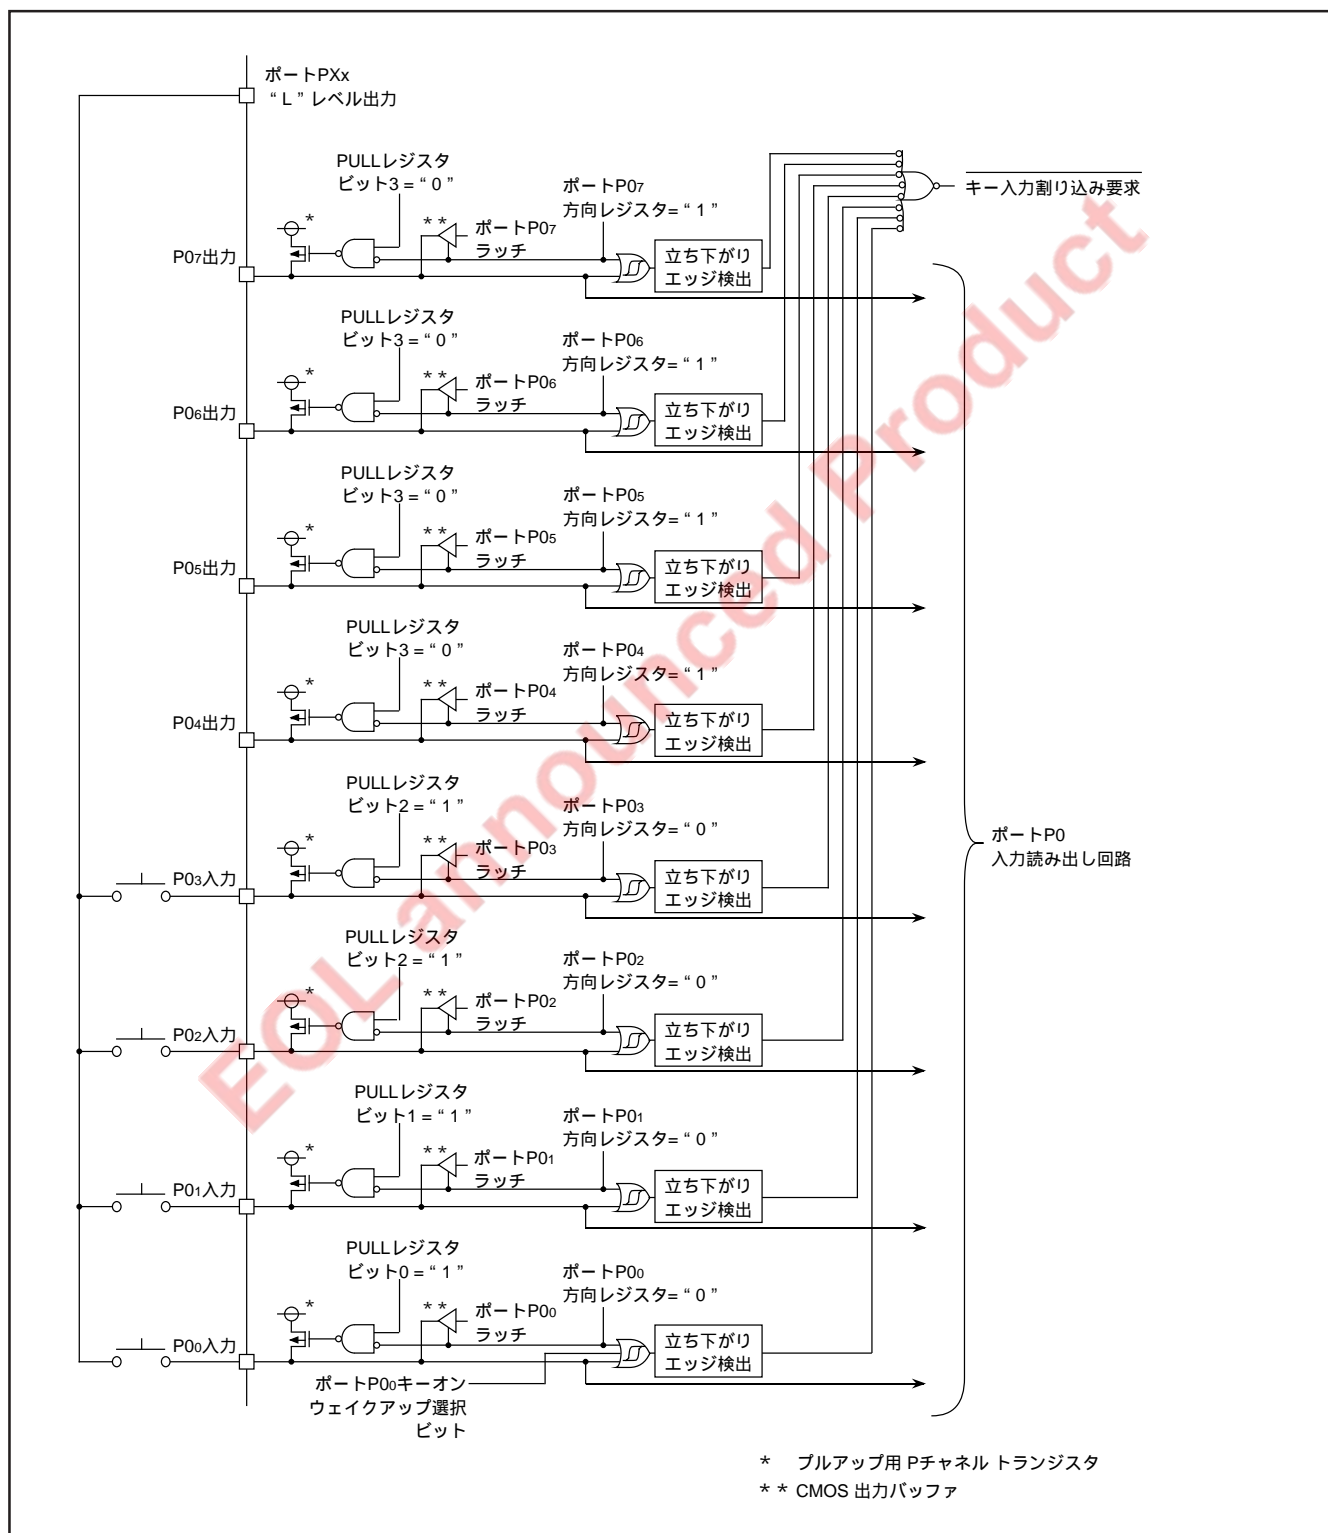 ポートPXx
“ L ” レベル出力
PULLレジスタ
ビット3 = “ 0 ”
*
* *
ポートP07
ラッチ
ポートP07
方向レジスタ= “ 1 ”
P07出力
立ち下がり
エッジ検出
キー入力割り込み要求
PULLレジスタ
ビット3 = “ 0 ”
*
* *
ポートP06
ラッチ
ポートP06
方向レジスタ= “ 1 ”
P06出力
立ち下がり
エッジ検出
PULLレジスタ
ビット3 = “ 0 ”
*
* *
ポートP05
ラッチ
ポートP05
方向レジスタ= “ 1 ”
P05出力
立ち下がり
エッジ検出
PULLレジスタ
ビット3 = “ 0 ”
*
* *
ポートP04
ラッチ
ポートP04
方向レジスタ= “ 1 ”
P04出力
立ち下がり
エッジ検出
PULLレジスタ
ビット2 = “ 1 ”
*
* *
ポートP03
ラッチ
ポートP03
方向レジスタ= “ 0 ”
P03入力
立ち下がり
エッジ検出
ポートP0
入力読み出し回路
PULLレジスタ
ビット2 = “ 1 ”
*
* *
ポートP02
ラッチ
ポートP02
方向レジスタ= “ 0 ”
P02入力
立ち下がり
エッジ検出
PULLレジスタ
ビット1 = “ 1 ”
*
* *
ポートP01
ラッチ
ポートP01
方向レジスタ= “ 0 ”
P01入力
立ち下がり
エッジ検出
PULLレジスタ
ビット0 = “ 1 ”
*
* *
ポートP00
ラッチ
ポートP00
方向レジスタ= “ 0 ”
P00入力
立ち下がり
エッジ検出
ポートP00キーオン
ウェイクアップ選択
ビット
* プルアップ用 Pチャネル トランジスタ
* * CMOS 出力バッファ
EOL announced Product